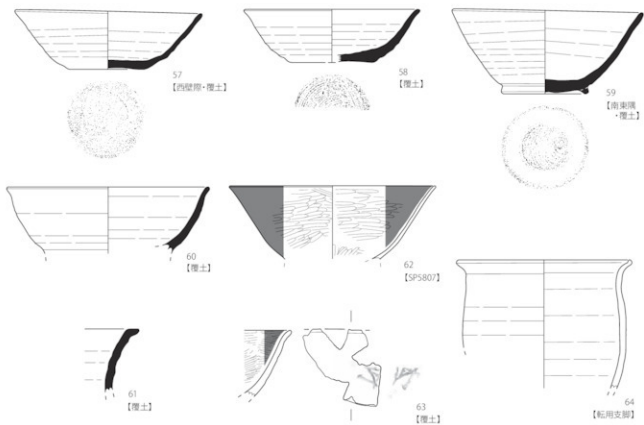 57
【西壁際・覆土】
58
【覆土】
59
【南東隅
・覆土】
60
【覆土】
62
【SP5807】
61
【覆土】
63
【覆土】
64
【転用支脚】